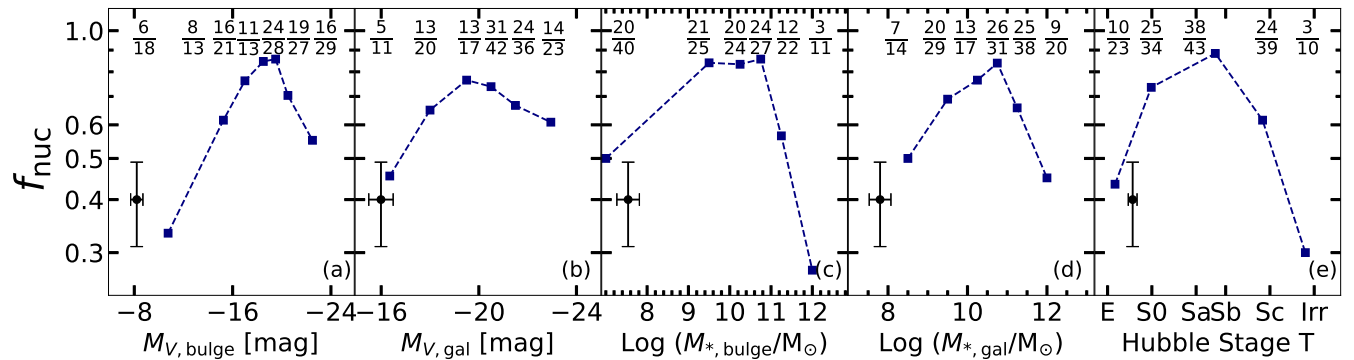 6/18 8/13 16/21 11/13 24/28 19/27 16/29
5/11 13/20 13/17 31/42 24/36 14/23
20/40 21/25 20/24 24/27 12/22 3/11
7/14 20/29 13/17 26/31 25/38 9/20
10/23 25/34 38/43 24/39 3/10
1.0
0.6
0.5
0.4
0.3
f_nuc
(a) (b) (c) (d) (e)
−8 −16 −24
−16 −20 −24
8 9 10 11 12
8 10 12
E S0 Sa Sb Sc Irr
M_V, bulge [mag]
M_V, gal [mag]
Log (M_*, bulge/M_⊙)
Log (M_*, gal/M_⊙)
Hubble Stage T